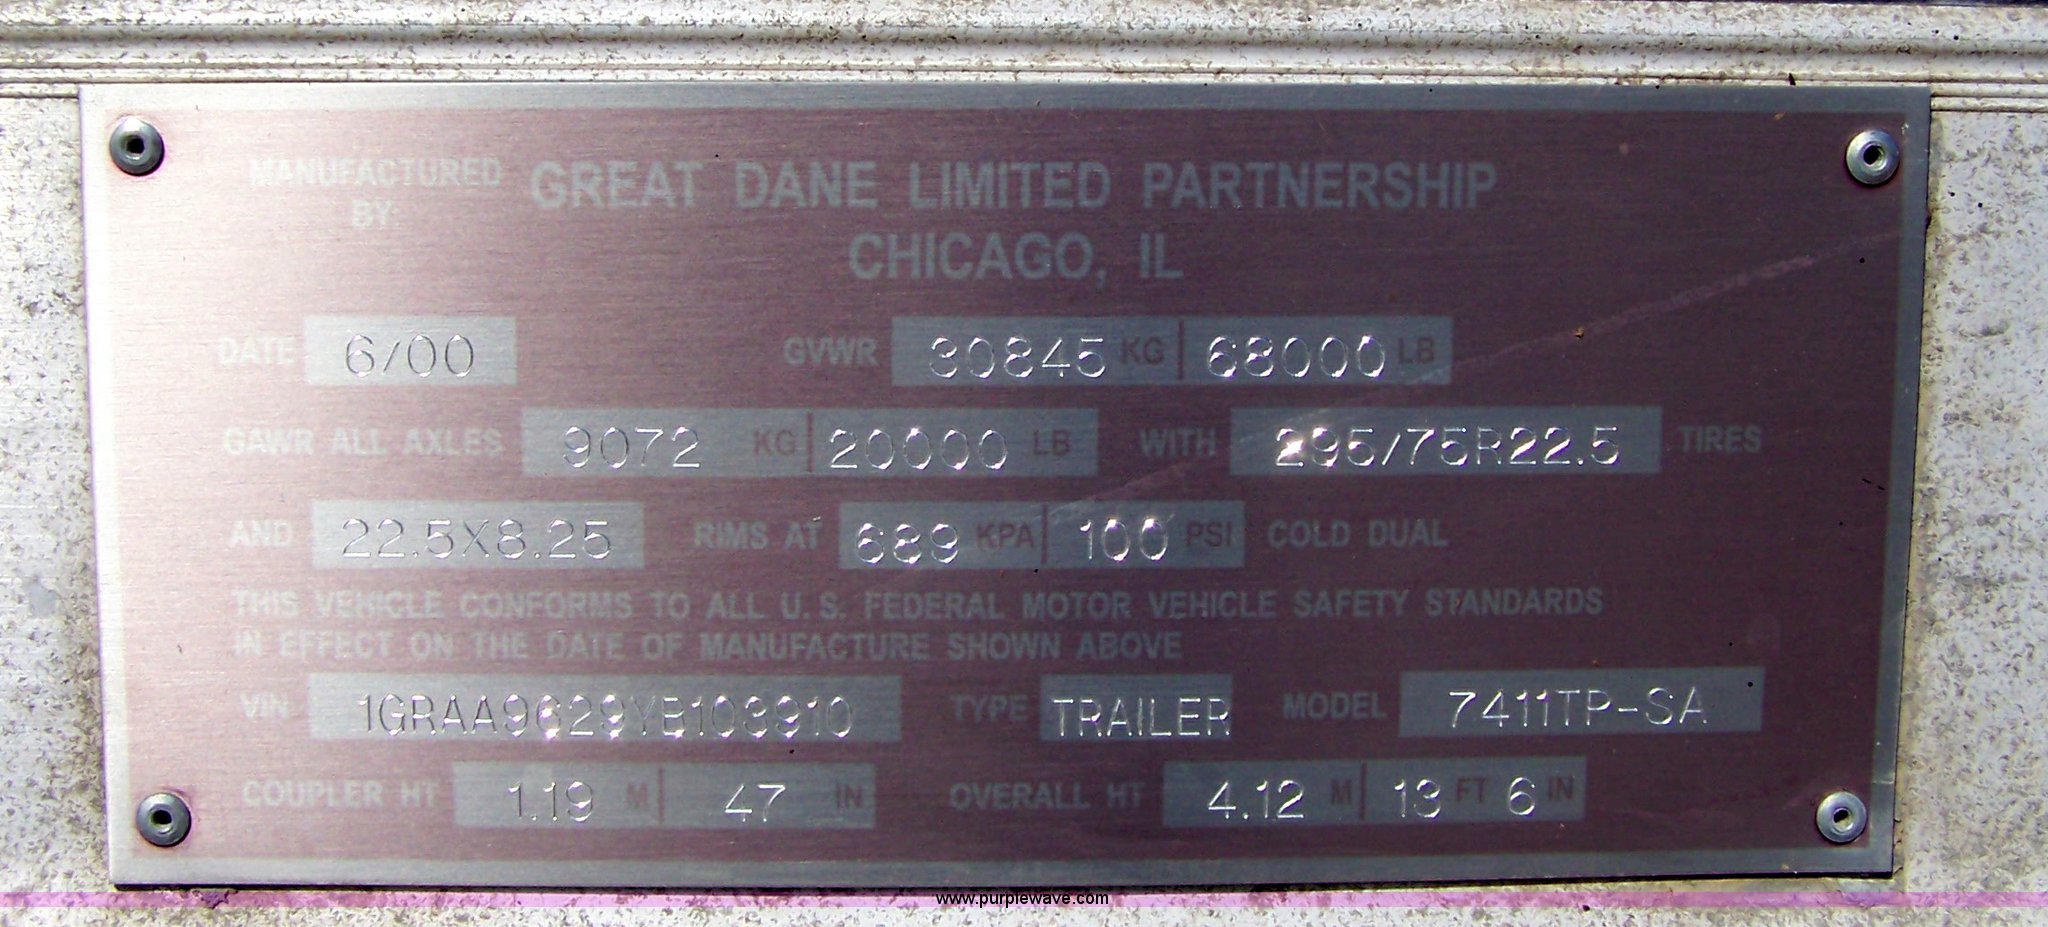 MANUFACTURED BY: GREAT DANE LIMITED PARTNERSHIP
CHICAGO, IL
DATE 6/00 GVWR 30845 KG 68000 LB
GAWR ALL AXLES 9072 KG 20000 LB WITH 295/75R22.5 TIRES
AND 22.5X8.25 RIMS AT 689 KPA 100 PSI COLD DUAL
THIS VEHICLE CONFORMS TO ALL U.S. FEDERAL MOTOR VEHICLE SAFETY STANDARDS
IN EFFECT ON THE DATE OF MANUFACTURE SHOWN ABOVE
VIN 1GRAA9629YB103910 TYPE TRAILER MODEL 7411TP-SA
COUPLER HT 1.19 M 47 IN OVERALL HT 4.12 M 13 FT 6 IN
www.purplewave.com